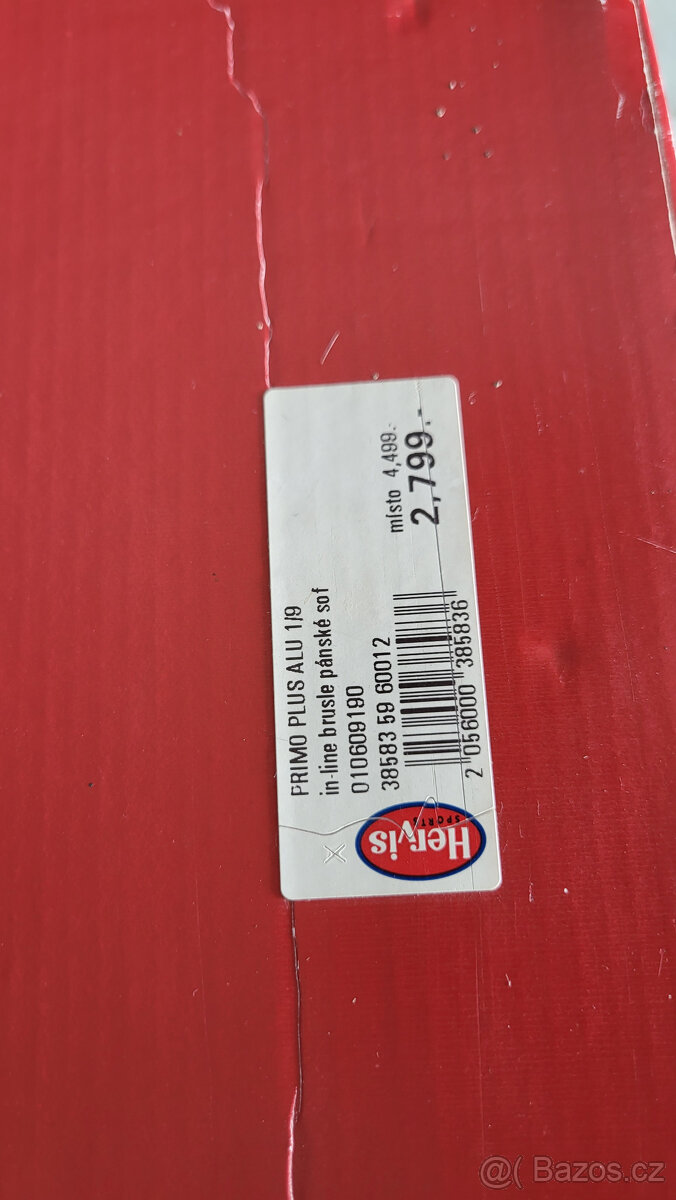 PRIMO PLUS ALU 1/9
in-line brusle pánské sof
010609190
38583 59 60012
místo 4,499.-
2,799.-
2 056000 385836
Hervis
SPORTS
@ Bazoš.cz